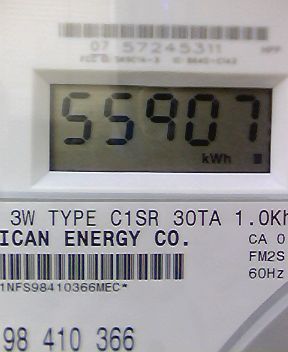 07 57245311
55907
kWh
3W TYPE C1SR 30TA 1.0Kh
ICAN ENERGY CO.
CA 0
FM2S
60Hz
1NFS98410366MEC*
98 410 366